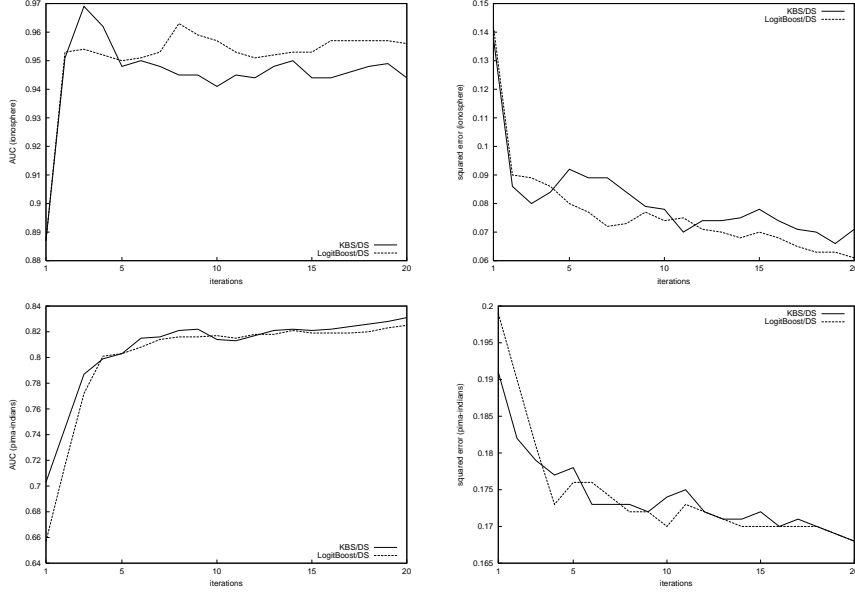 0.97
0.96
0.95
0.94
0.93
0.92
0.91
0.9
0.89
0.88
AUC (ionosphere)
KBS/DS
LogitBoost/DS
1 5 10 15 20
iterations
0.15
0.14
0.13
0.12
0.11
0.1
0.09
0.08
0.07
0.06
squared error (ionosphere)
KBS/DS
LogitBoost/DS
1 5 10 15 20
iterations
0.84
0.82
0.8
0.78
0.76
0.74
0.72
0.7
0.68
0.66
0.64
AUC (pima-indians)
KBS/DS
LogitBoost/DS
1 5 10 15 20
iterations
0.2
0.195
0.19
0.185
0.18
0.175
0.17
0.165
squared error (pima-indians)
KBS/DS
LogitBoost/DS
1 5 10 15 20
iterations